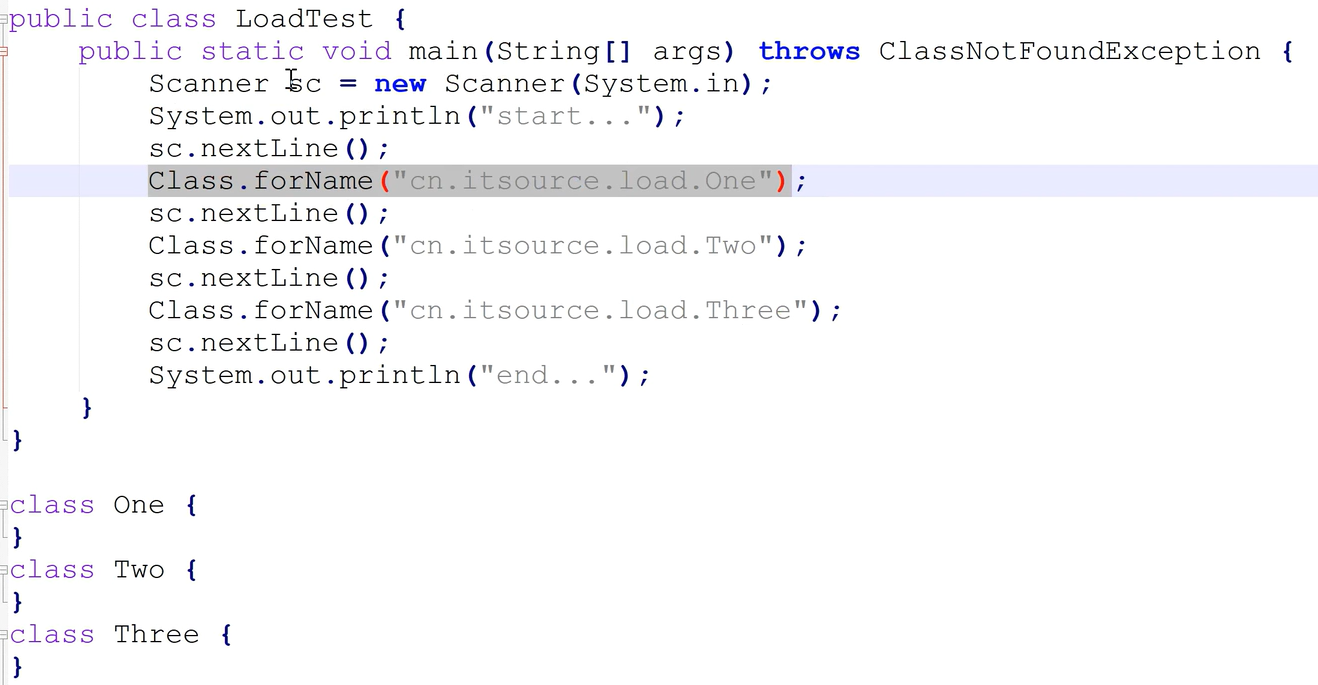 public class LoadTest {
    public static void main(String[] args) throws ClassNotFoundException {
        Scanner sc = new Scanner(System.in);
        System.out.println("start...");
        sc.nextLine();
        Class.forName("cn.itsource.load.One");
        sc.nextLine();
        Class.forName("cn.itsource.load.Two");
        sc.nextLine();
        Class.forName("cn.itsource.load.Three");
        sc.nextLine();
        System.out.println("end...");
    }
}
class One {
}
class Two {
}
class Three {
}